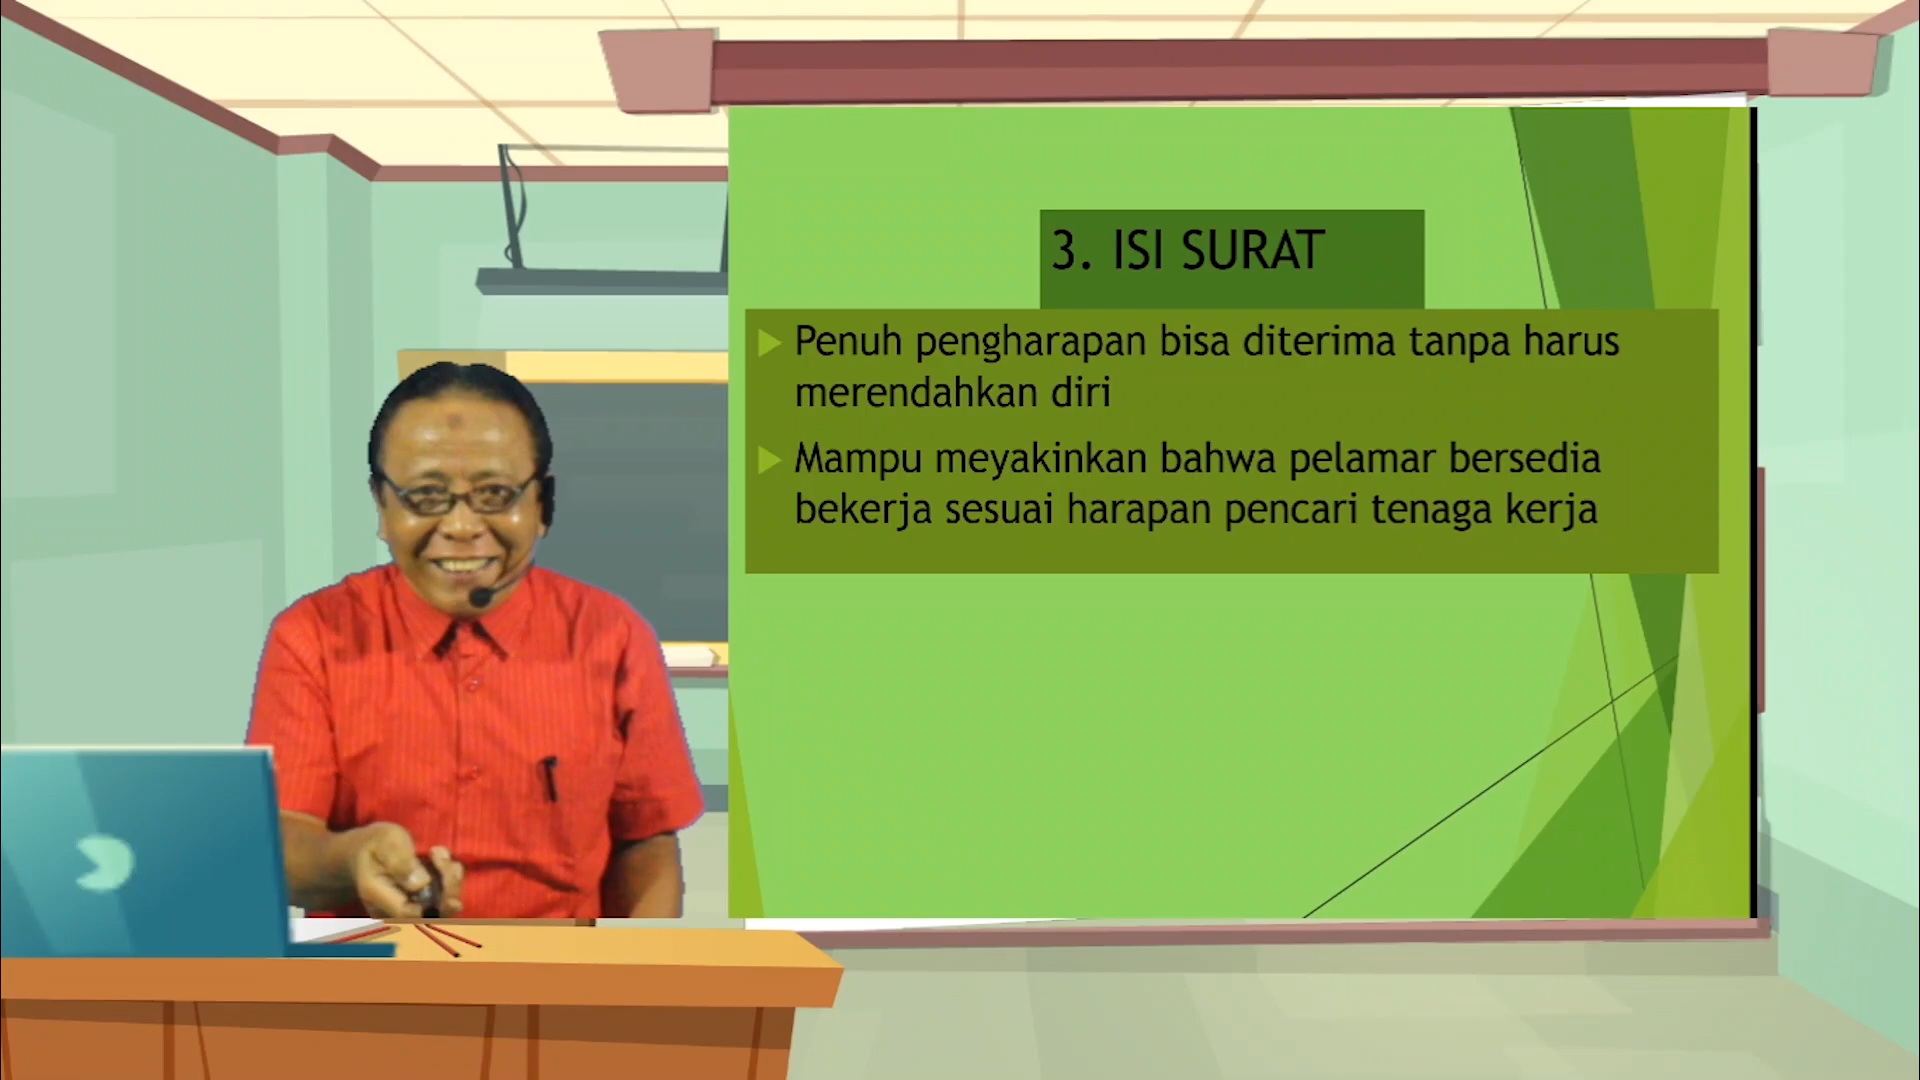 3. ISI SURAT
Penuh pengharapan bisa diterima tanpa harus
merendahkan diri
Mampu meyakinkan bahwa pelamar bersedia
bekerja sesuai harapan pencari tenaga kerja